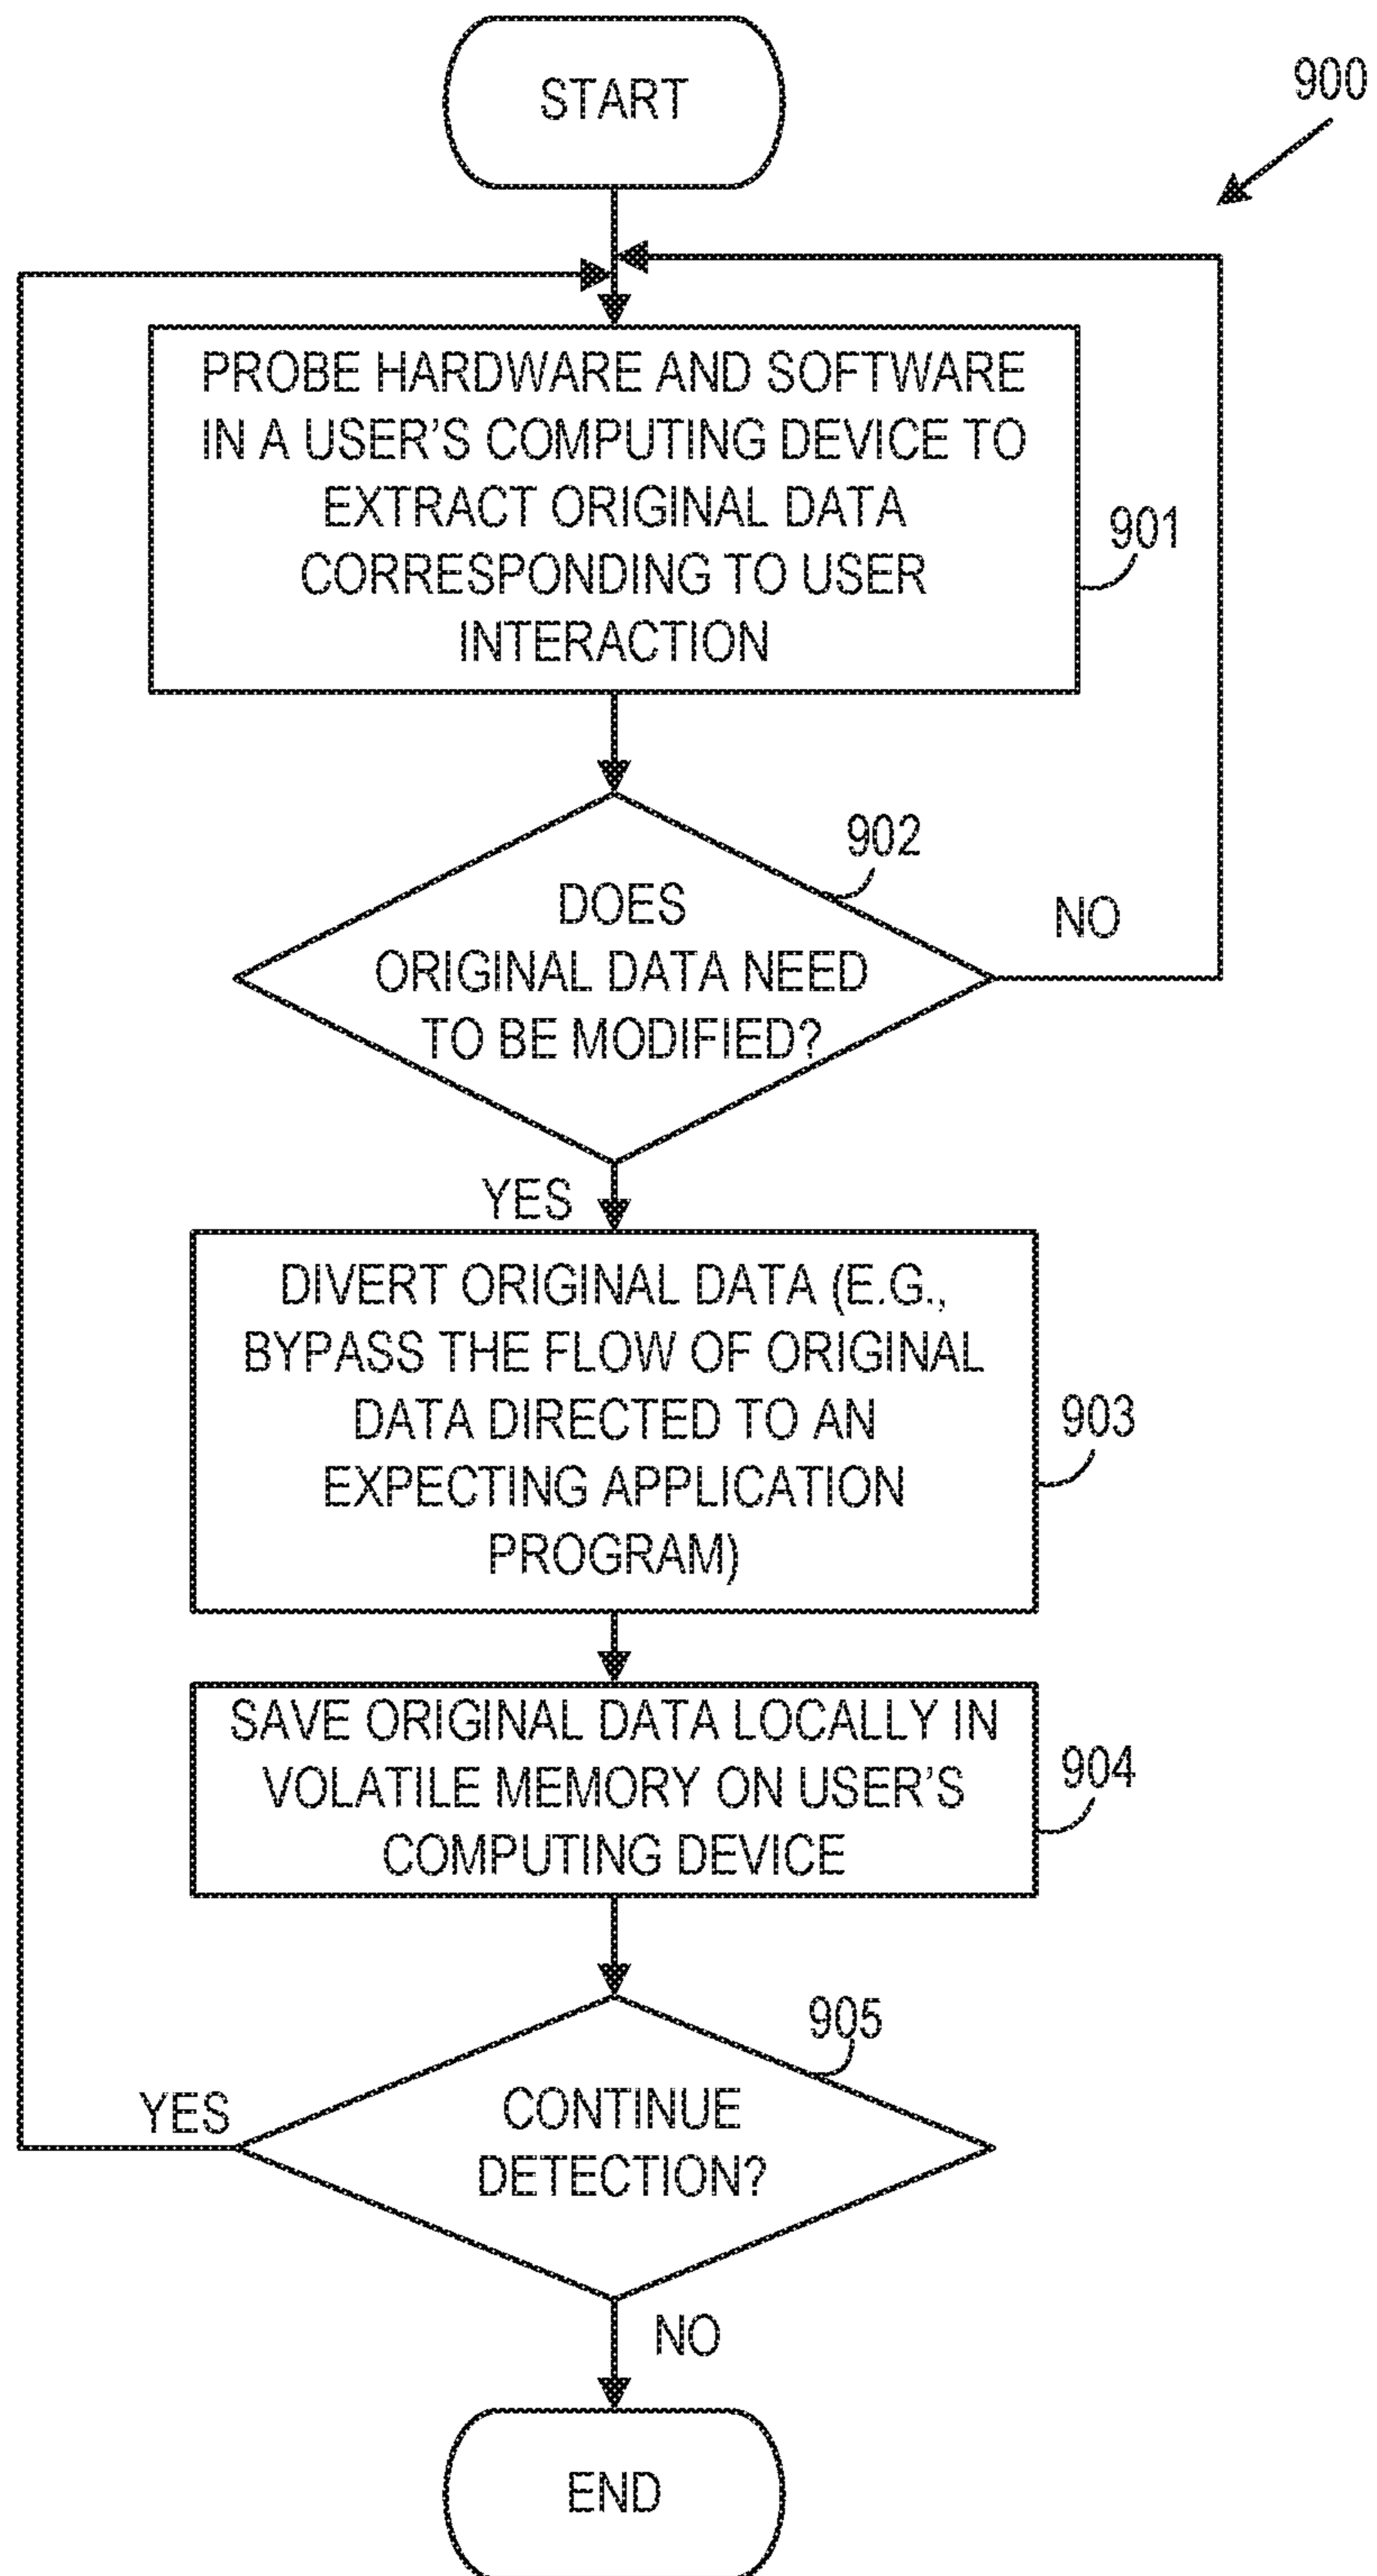 START
900
PROBE HARDWARE AND SOFTWARE
IN A USER'S COMPUTING DEVICE TO
EXTRACT ORIGINAL DATA
CORRESPONDING TO USER
INTERACTION
901
902
DOES
ORIGINAL DATA NEED
TO BE MODIFIED?
NO
YES
DIVERT ORIGINAL DATA (E.G.,
BYPASS THE FLOW OF ORIGINAL
DATA DIRECTED TO AN
EXPECTING APPLICATION
PROGRAM)
903
SAVE ORIGINAL DATA LOCALLY IN
VOLATILE MEMORY ON USER'S
COMPUTING DEVICE
904
905
CONTINUE
DETECTION?
YES
NO
END